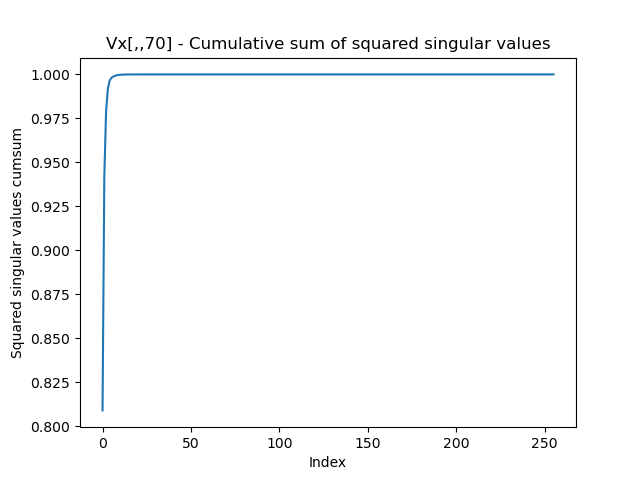 Vx[,,70] - Cumulative sum of squared singular values
Squared singular values cumsum
1.000
0.975
0.950
0.925
0.900
0.875
0.850
0.825
0.800
0 50 100 150 200 250
Index